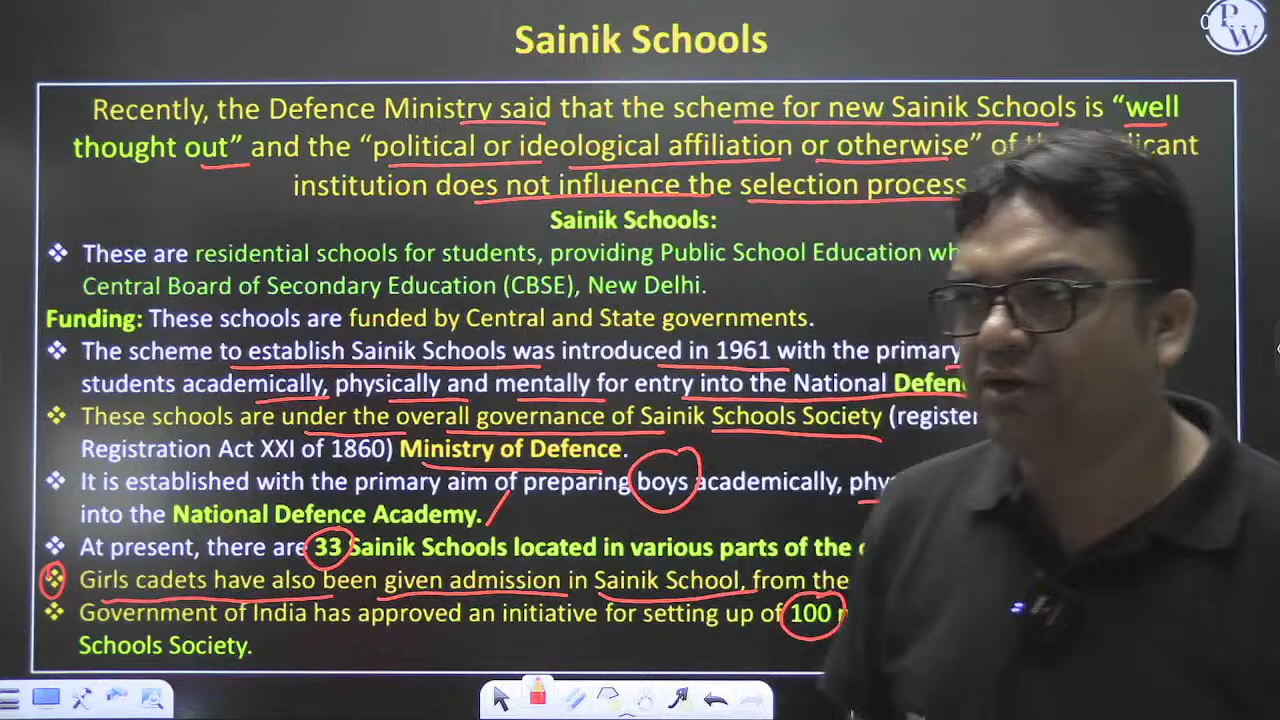 Sainik Schools
PW
Recently, the Defence Ministry said that the scheme for new Sainik Schools is “well
thought out” and the “political or ideological affiliation or otherwise” of
institution does not influence the selection process
Sainik Schools:
❖ These are residential schools for students, providing Public School Education
Central Board of Secondary Education (CBSE), New Delhi.
Funding: These schools are funded by Central and State governments.
❖ The scheme to establish Sainik Schools was introduced in 1961 with the primary
students academically, physically and mentally for entry into the National
❖ These schools are under the overall governance of Sainik Schools Society
Registration Act XXI of 1860) Ministry of Defence.
❖ It is established with the primary aim of preparing boys academically,
into the National Defence Academy.
❖ At present, there are 33 Sainik Schools located in various parts of the
❖ Girls cadets have also been given admission in Sainik School, from the
❖ Government of India has approved an initiative for setting up of 100
Schools Society.